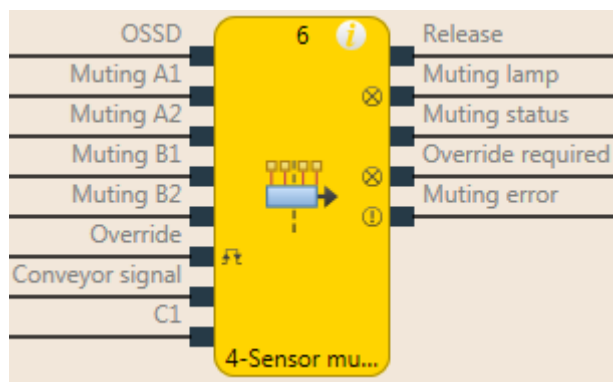 OSSD
Muting A1
Muting A2
Muting B1
Muting B2
Override
Conveyor signal
C1
6 i
4-Sensor mu...
Release
Muting lamp
Muting status
Override required
Muting error